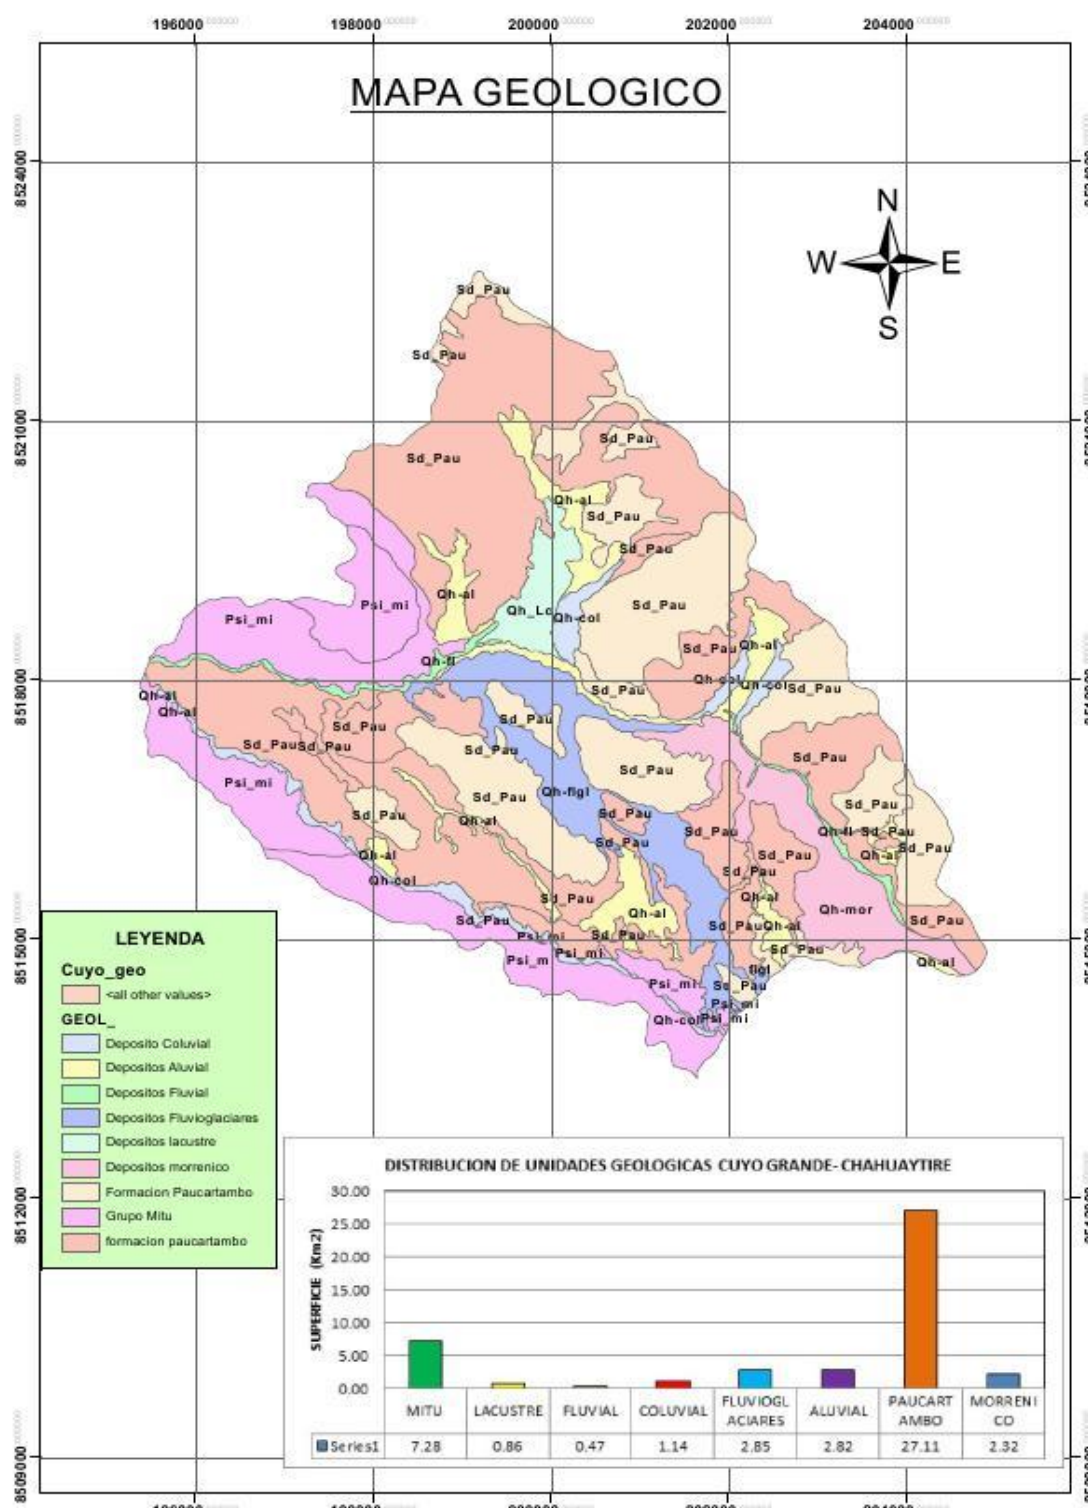 196000 198000 200000 202000 204000
MAPA GEOLOGICO
8524000
N
W E
S
Sd_Pau
Sd_Pau
8521000
Sd_Pau
Sd_Pau
Qh-al
Sd_Pau
Sd_Pau
Qh-al
Psi_mi
Sd_Pau
Psi_mi
Qh_Lc
Qh-col
Sd_Pau
Qh-al
Qh-fl
8518000
Qh-col
Qh-col
Sd_Pau
Sd_Pau
Qh-al
Qh-al
Sd_Pau
Sd_Pau
Sd_Pau
Sd_Pau
Sd_Pau
Sd_Pau
Sd_Pau
Psi_mi
Qh-flgl
Sd_Pau
Sd_Pau
Sd_Pau
Sd_Pau
Qh-al
Sd_Pau
Qh-fl
Sd_Pau
Sd_Pau
Sd_Pau
Qh-al
Sd_Pau
Qh-al
Sd_Pau
Qh-col
Sd_Pau
Qh-al
Sd_Pau
Qh-al
Qh-mor
Sd_Pau
Sd_Pau
Sd_Pau
Qh-al
8515000
Psi_mi
Sd_Pau
Psi_mi
Sd_Pau
Psi_m
Qh-al
flgl
Psi_mi
Sd_Pau
Psi_mi
Qh-col
Psi_mi
LEYENDA
Cuyo_geo
<all other values>
GEOL_
Deposito Coluvial
Depositos Aluvial
Depositos Fluvial
Depositos Fluvioglaciares
Depositos lacustre
Depositos morrenico
Formacion Paucartambo
Grupo Mitu
formacion paucartambo
8512000
8509000
DISTRIBUCION DE UNIDADES GEOLOGICAS CUYO GRANDE- CHAHUAYTIRE
SUPERFICIE (Km2)
30.00
25.00
20.00
15.00
10.00
5.00
0.00
MITU LACUSTRE FLUVIAL COLUVIAL FLUVIOGL ACIARES ALUVIAL PAUCART AMBO MORRENI CO
Series1 7.28 0.86 0.47 1.14 2.85 2.82 27.11 2.32